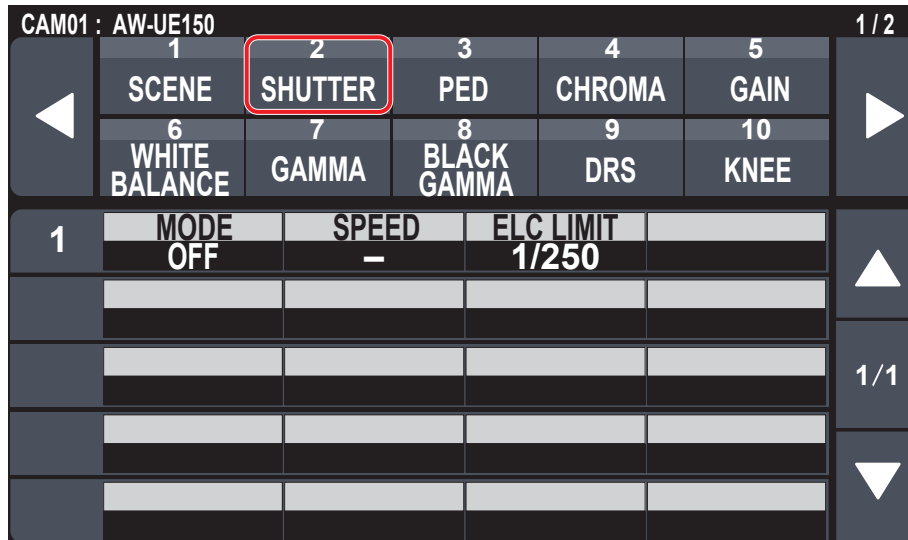 CAM01 : AW-UE150 1 / 2
1 2 3 4 5
SCENE SHUTTER PED CHROMA GAIN
6 7 8 9 10
WHITE BALANCE GAMMA BLACK GAMMA DRS KNEE
1 MODE SPEED ELC LIMIT
OFF – 1/250
1/1